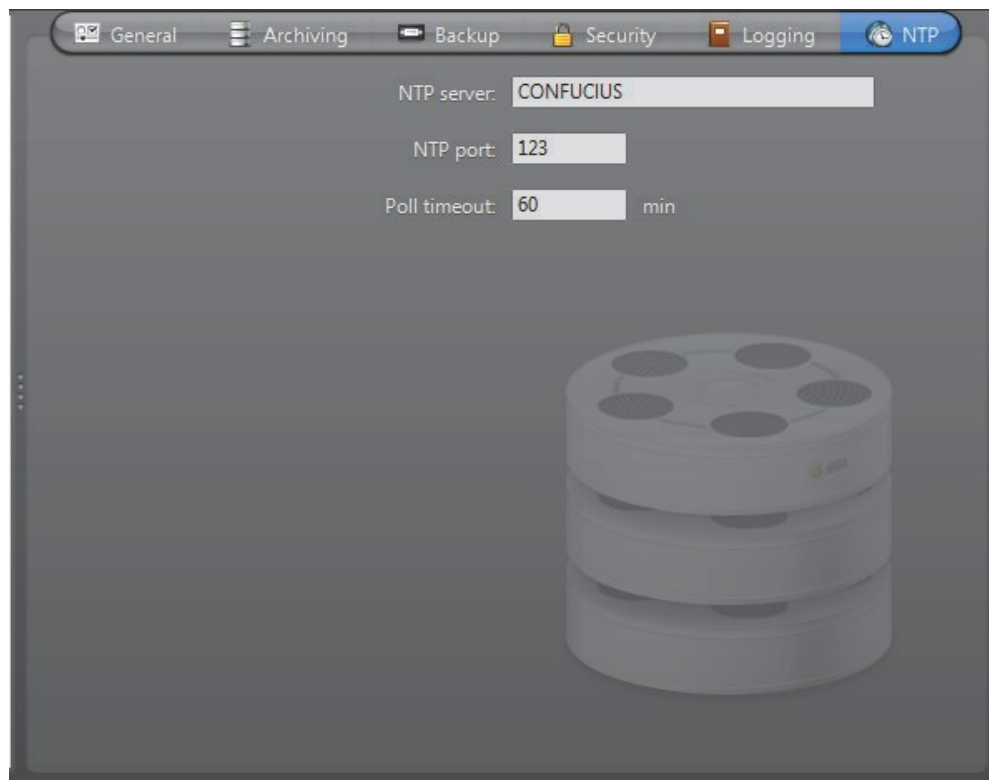 General Archiving Backup Security Logging NTP
NTP server: CONFUCIUS
NTP port: 123
Poll timeout: 60 min